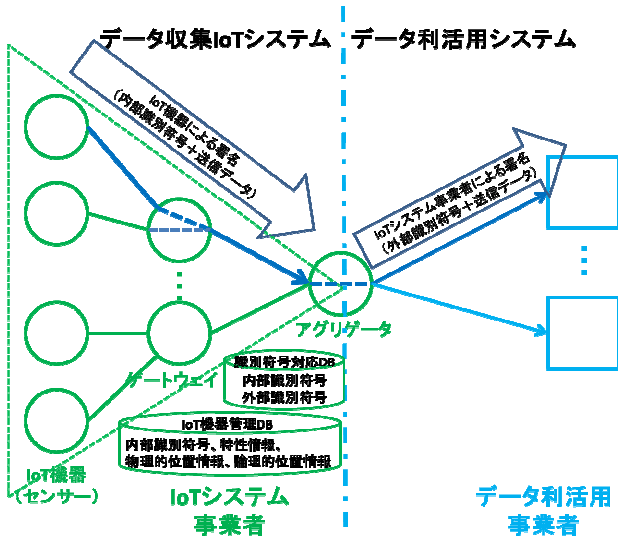 データ収集IoTシステム
データ利活用システム
IoT機器による署名
（内部識別符号＋送信データ）
IoTシステム事業者による署名
（外部識別符号＋送信データ）
アグリゲータ
ゲートウェイ
識別符号対応DB
内部識別符号
外部識別符号
IoT機器管理DB
内部識別符号、特性情報、
物理的位置情報、論理的位置情報
IoT機器
（センサー）
IoTシステム
事業者
データ利活用
事業者